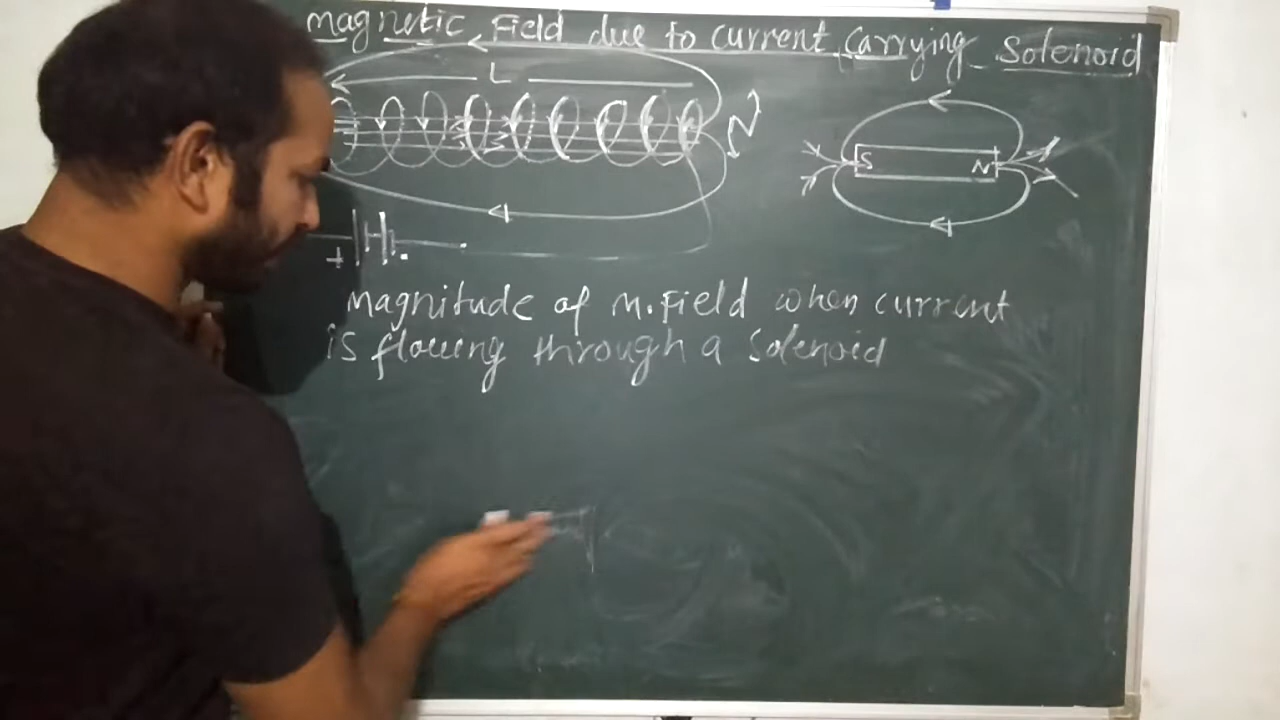 magnetic Field due to current carrying Solenoid
L
N
S N
+
magnitude of m.Field when current
is flowing through a Solenoid